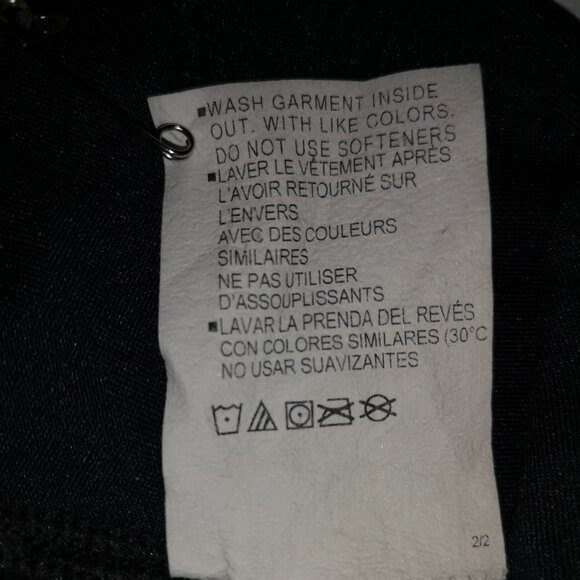 ▪WASH GARMENT INSIDE
OUT. WITH LIKE COLORS.
DO NOT USE SOFTENERS
▪LAVER LE VÊTEMENT APRÈS
L'AVOIR RETOURNÉ SUR
L'ENVERS
AVEC DES COULEURS
SIMILAIRES
NE PAS UTILISER
D'ASSOUPLISSANTS
▪LAVAR LA PRENDA DEL REVÉS
CON COLORES SIMILARES (30°C
NO USAR SUAVIZANTES
2/2